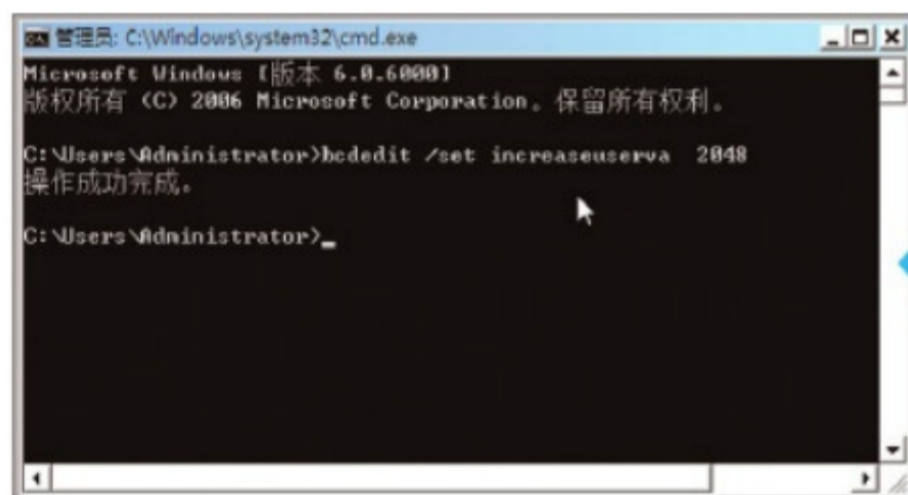 管理员: C:\Windows\system32\cmd.exe
Microsoft Windows [版本 6.0.6000]
版权所有 (C) 2006 Microsoft Corporation。保留所有权利。
C:\Users\Administrator>bcdedit /set increaseuserva  2048
操作成功完成。
C:\Users\Administrator>_